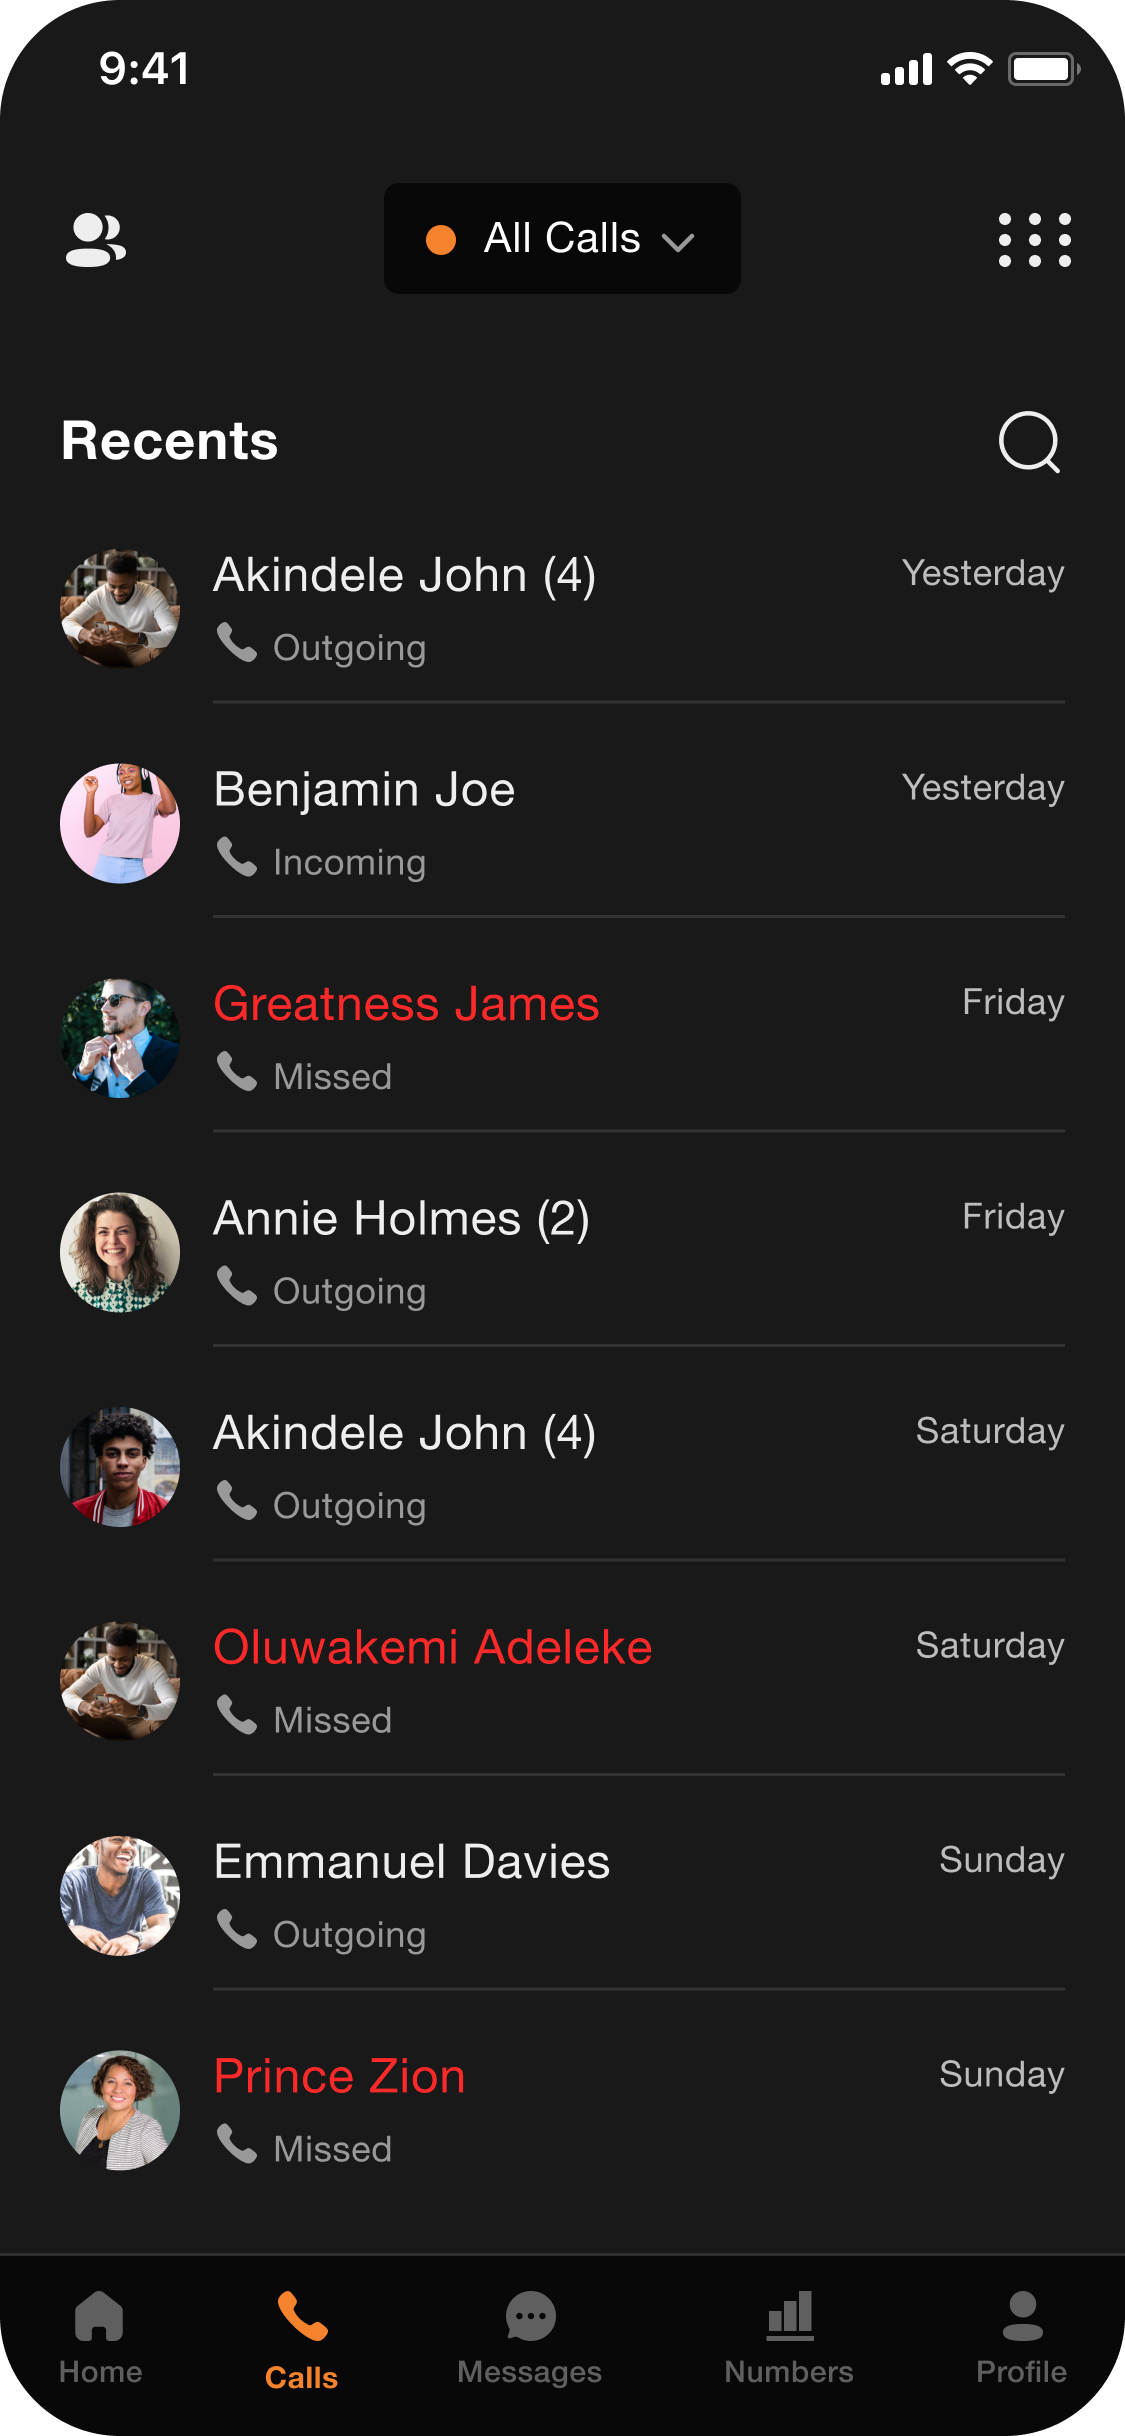 9:41
All Calls
Recents
Akindele John (4) Yesterday
Outgoing
Benjamin Joe Yesterday
Incoming
Greatness James Friday
Missed
Annie Holmes (2) Friday
Outgoing
Akindele John (4) Saturday
Outgoing
Oluwakemi Adeleke Saturday
Missed
Emmanuel Davies Sunday
Outgoing
Prince Zion Sunday
Missed
Home Calls Messages Numbers Profile